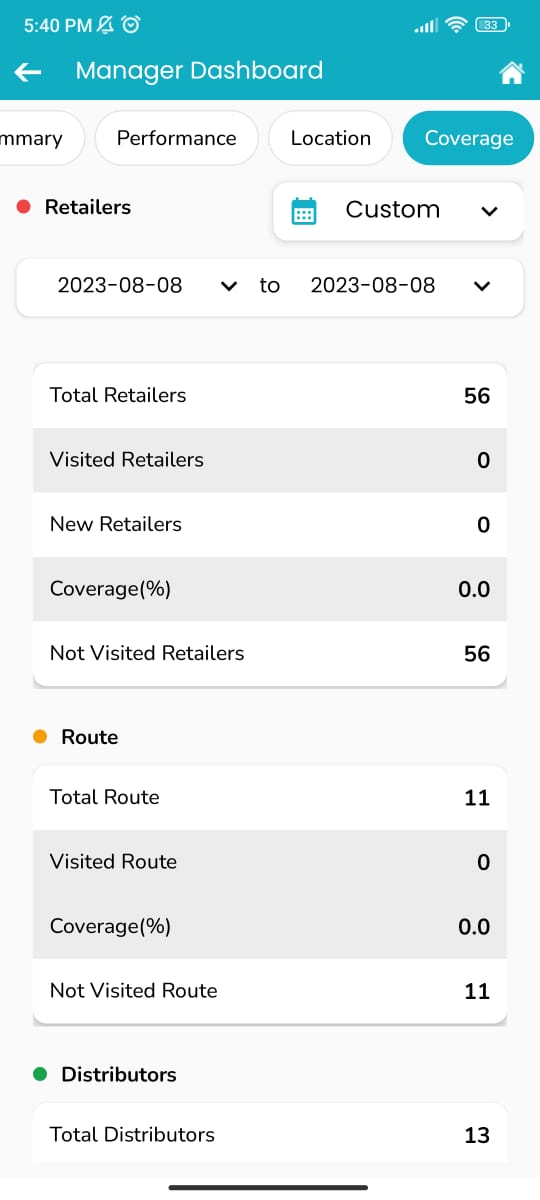 5:40 PM 33
Manager Dashboard
mmary Performance Location Coverage
Retailers Custom
2023-08-08 to 2023-08-08
Total Retailers 56
Visited Retailers 0
New Retailers 0
Coverage(%) 0.0
Not Visited Retailers 56
Route
Total Route 11
Visited Route 0
Coverage(%) 0.0
Not Visited Route 11
Distributors
Total Distributors 13